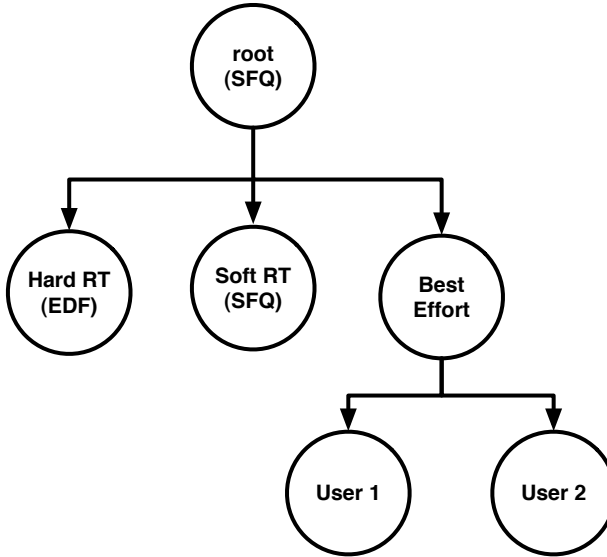 root
(SFQ)
Hard RT
(EDF)
Soft RT
(SFQ)
Best
Effort
User 1
User 2